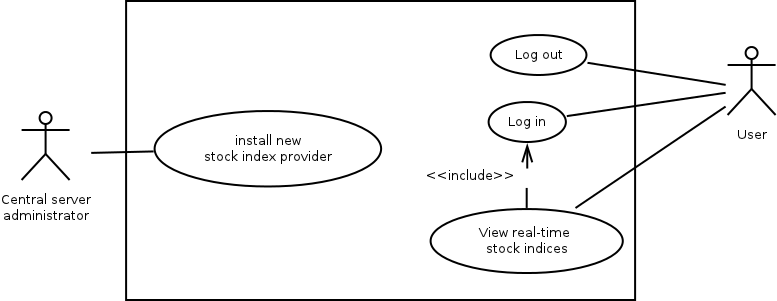 Log out
Log in
User
install new
stock index provider
<<include>>
Central server
administrator
View real-time
stock indices